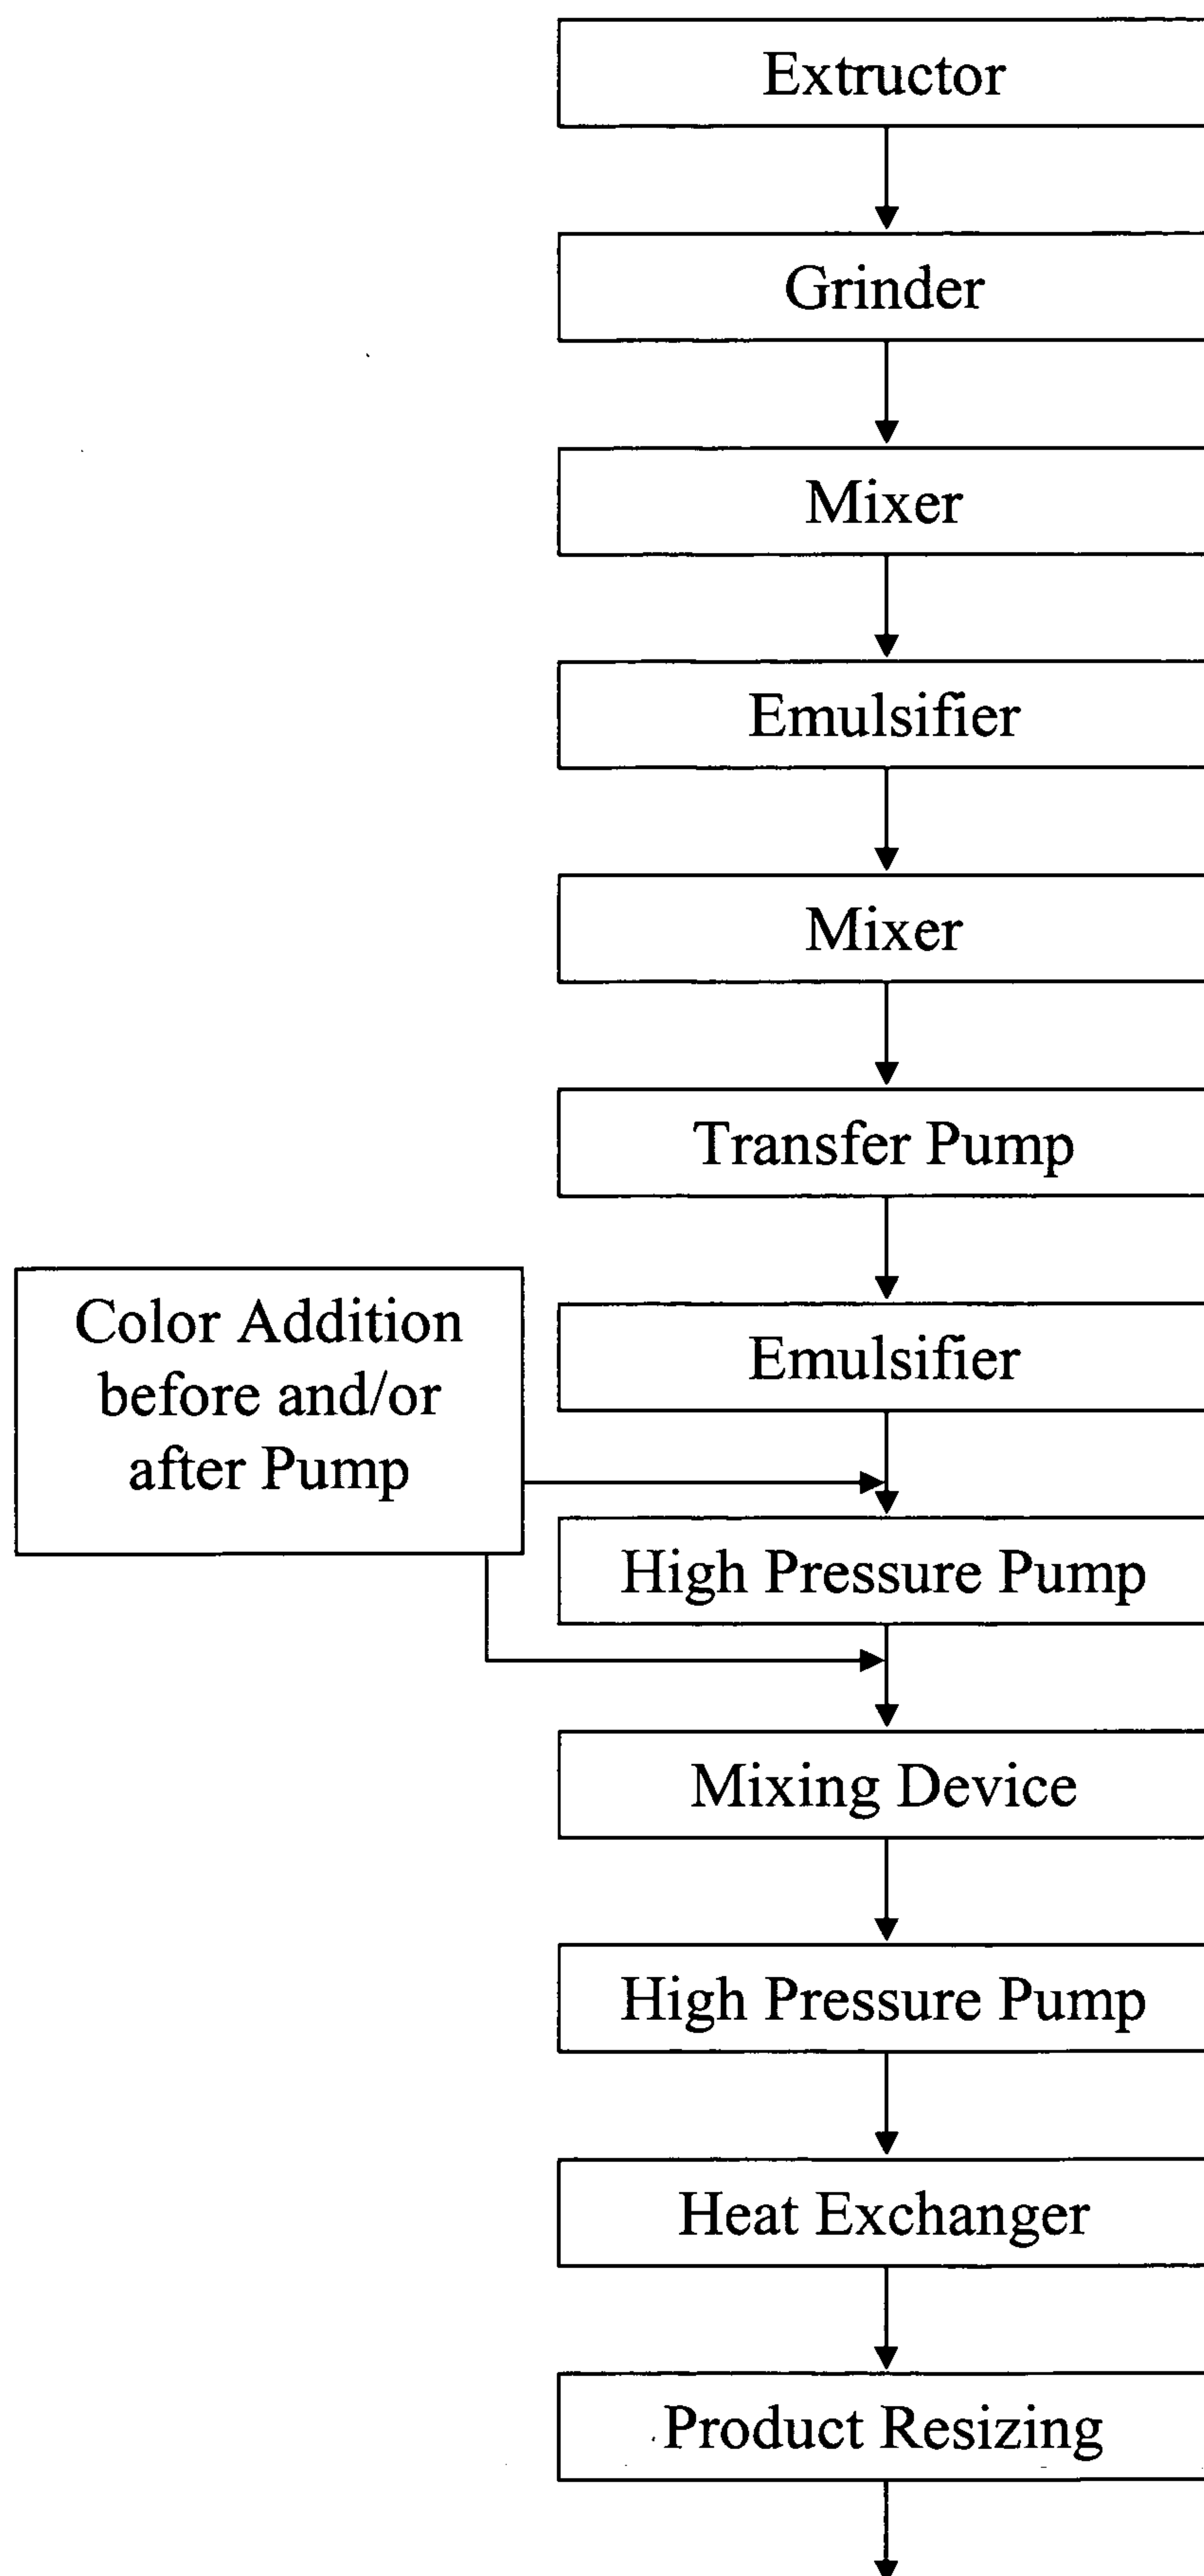 Extructor
Grinder
Mixer
Emulsifier
Mixer
Transfer Pump
Color Addition
before and/or
after Pump
Emulsifier
High Pressure Pump
Mixing Device
High Pressure Pump
Heat Exchanger
Product Resizing